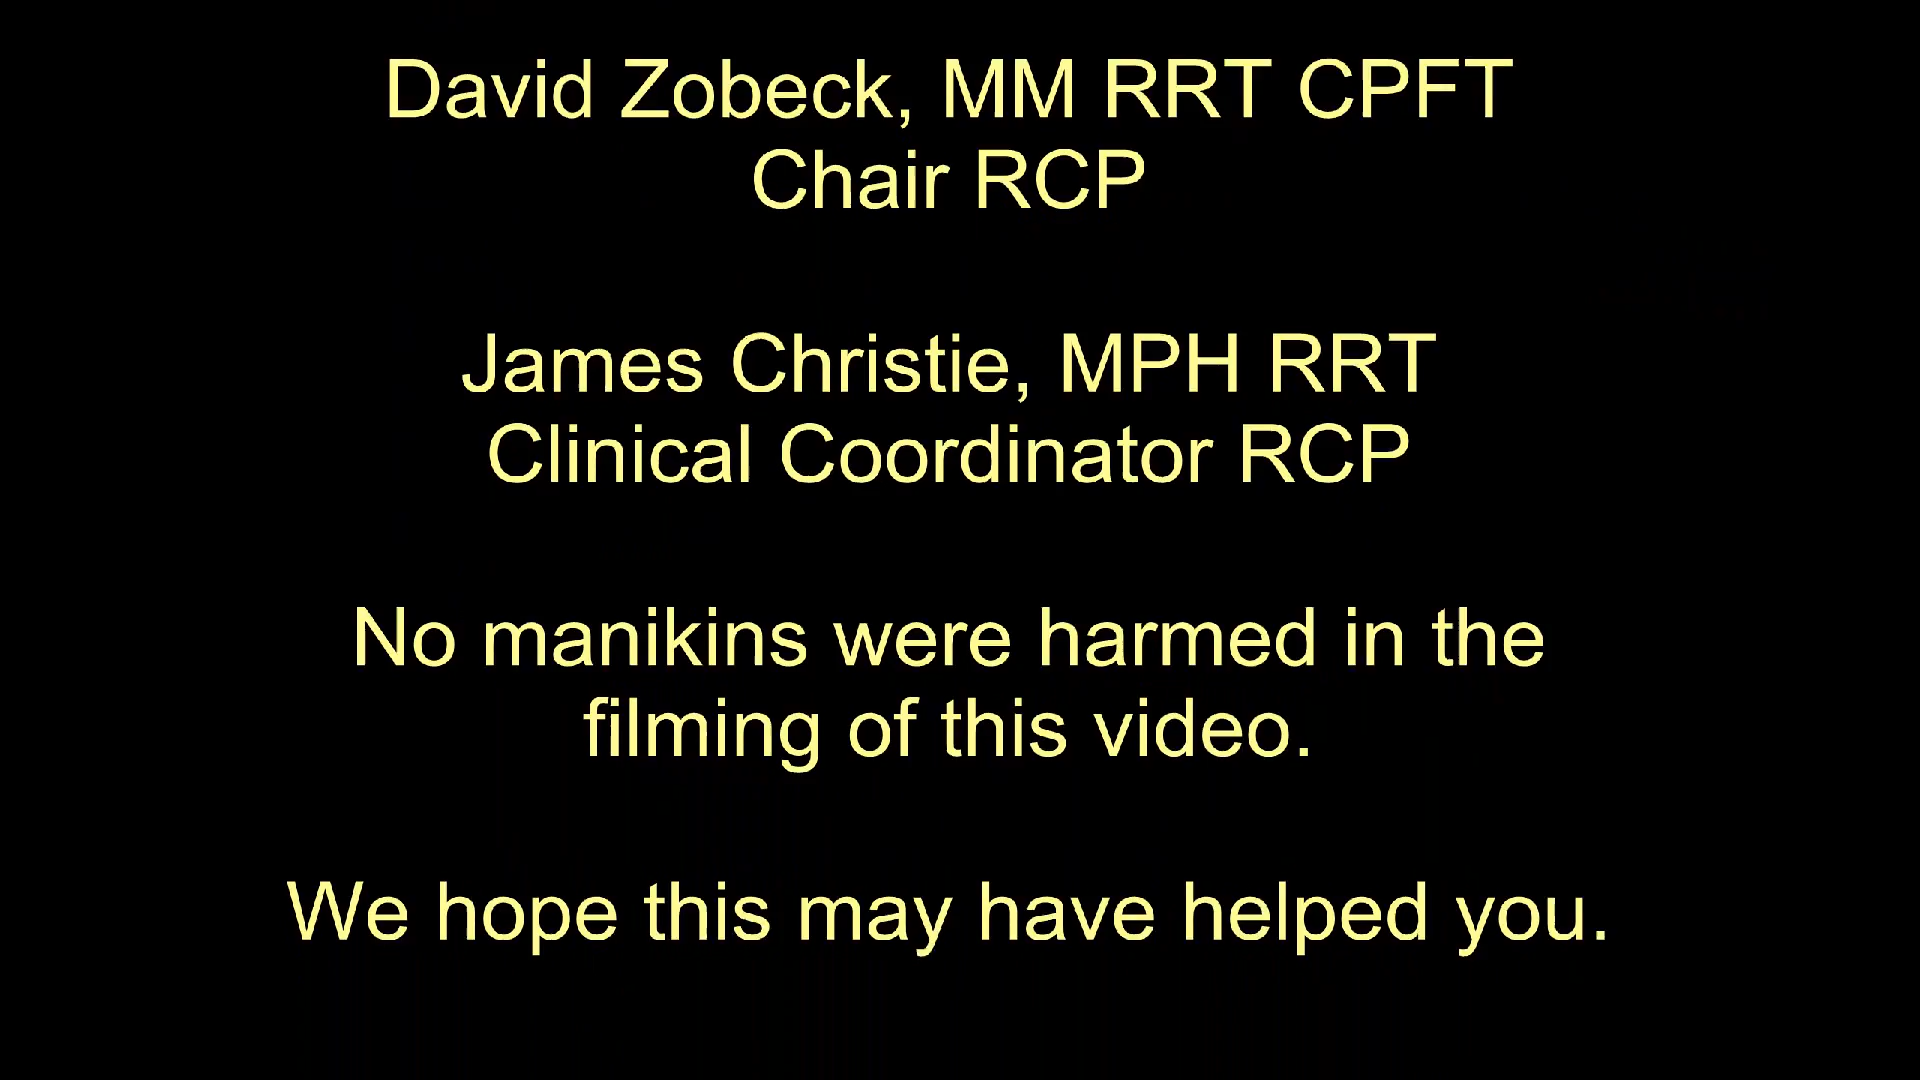 David Zobeck, MM RRT CPFT
Chair RCP
James Christie, MPH RRT
Clinical Coordinator RCP
No manikins were harmed in the
filming of this video.
We hope this may have helped you.